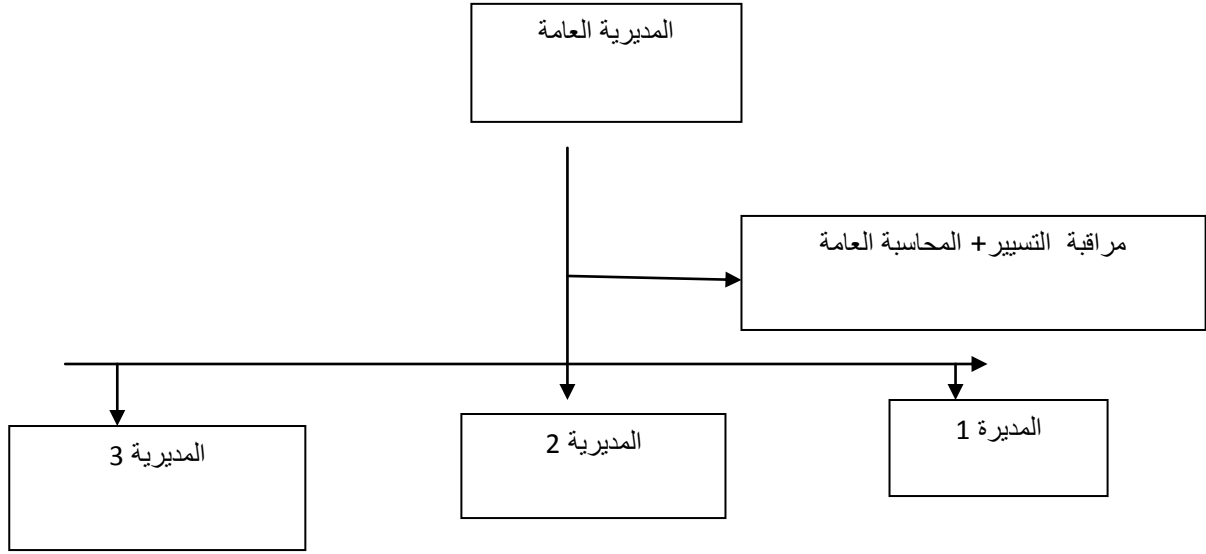 المديرية العامة
مراقبة التسيير+ المحاسبة العامة
المديرة 1
المديرية 2
المديرية 3